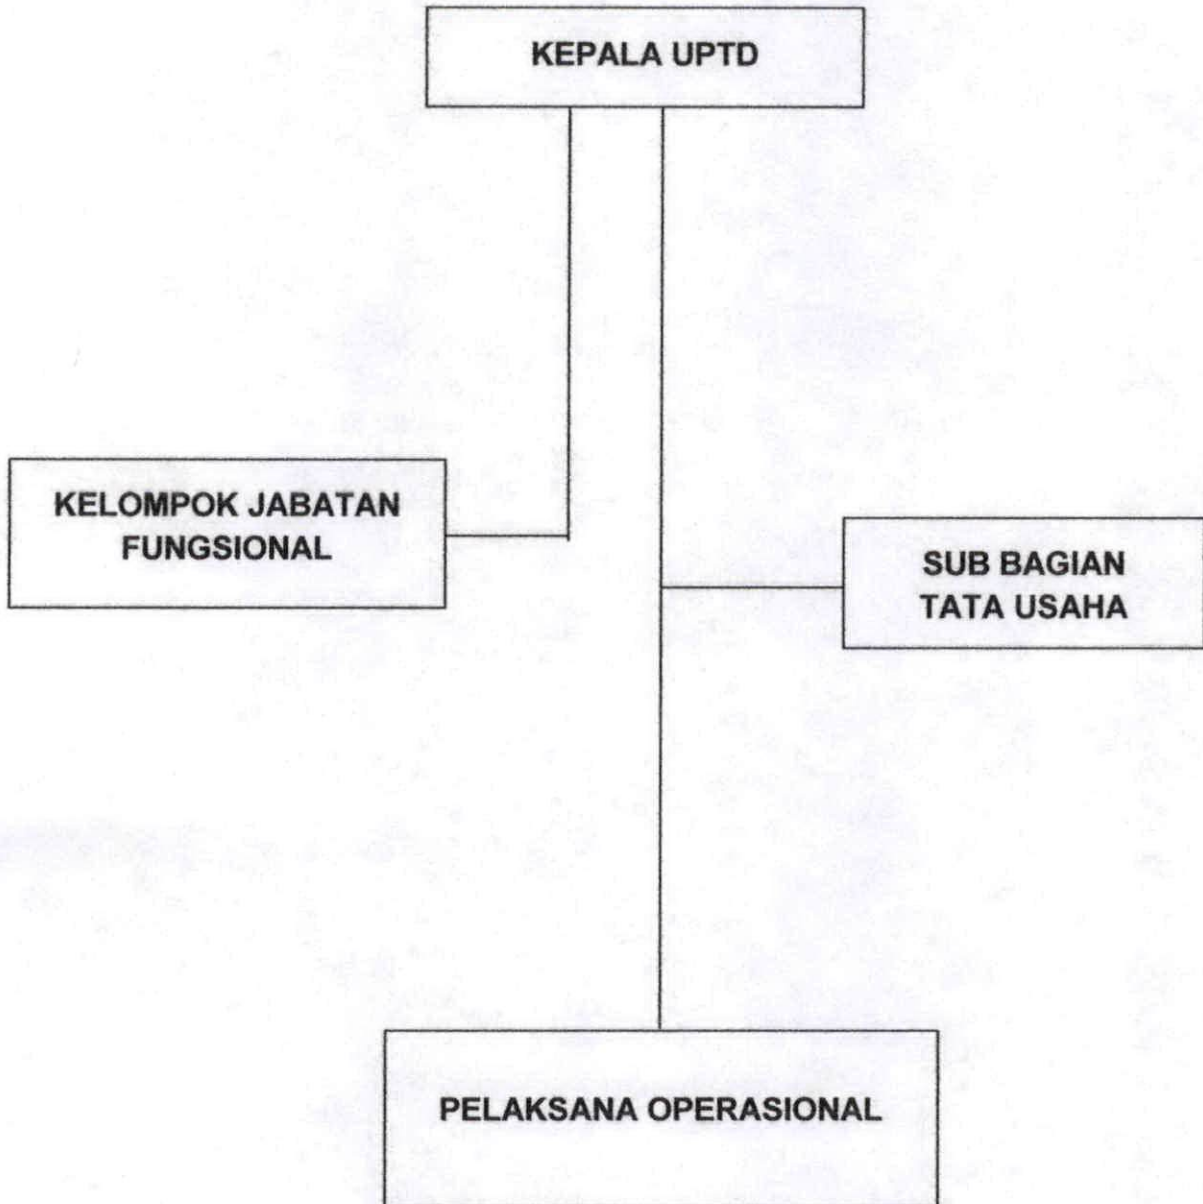 KEPALA UPTD
KELOMPOK JABATAN
FUNGSIONAL
SUB BAGIAN
TATA USAHA
PELAKSANA OPERASIONAL